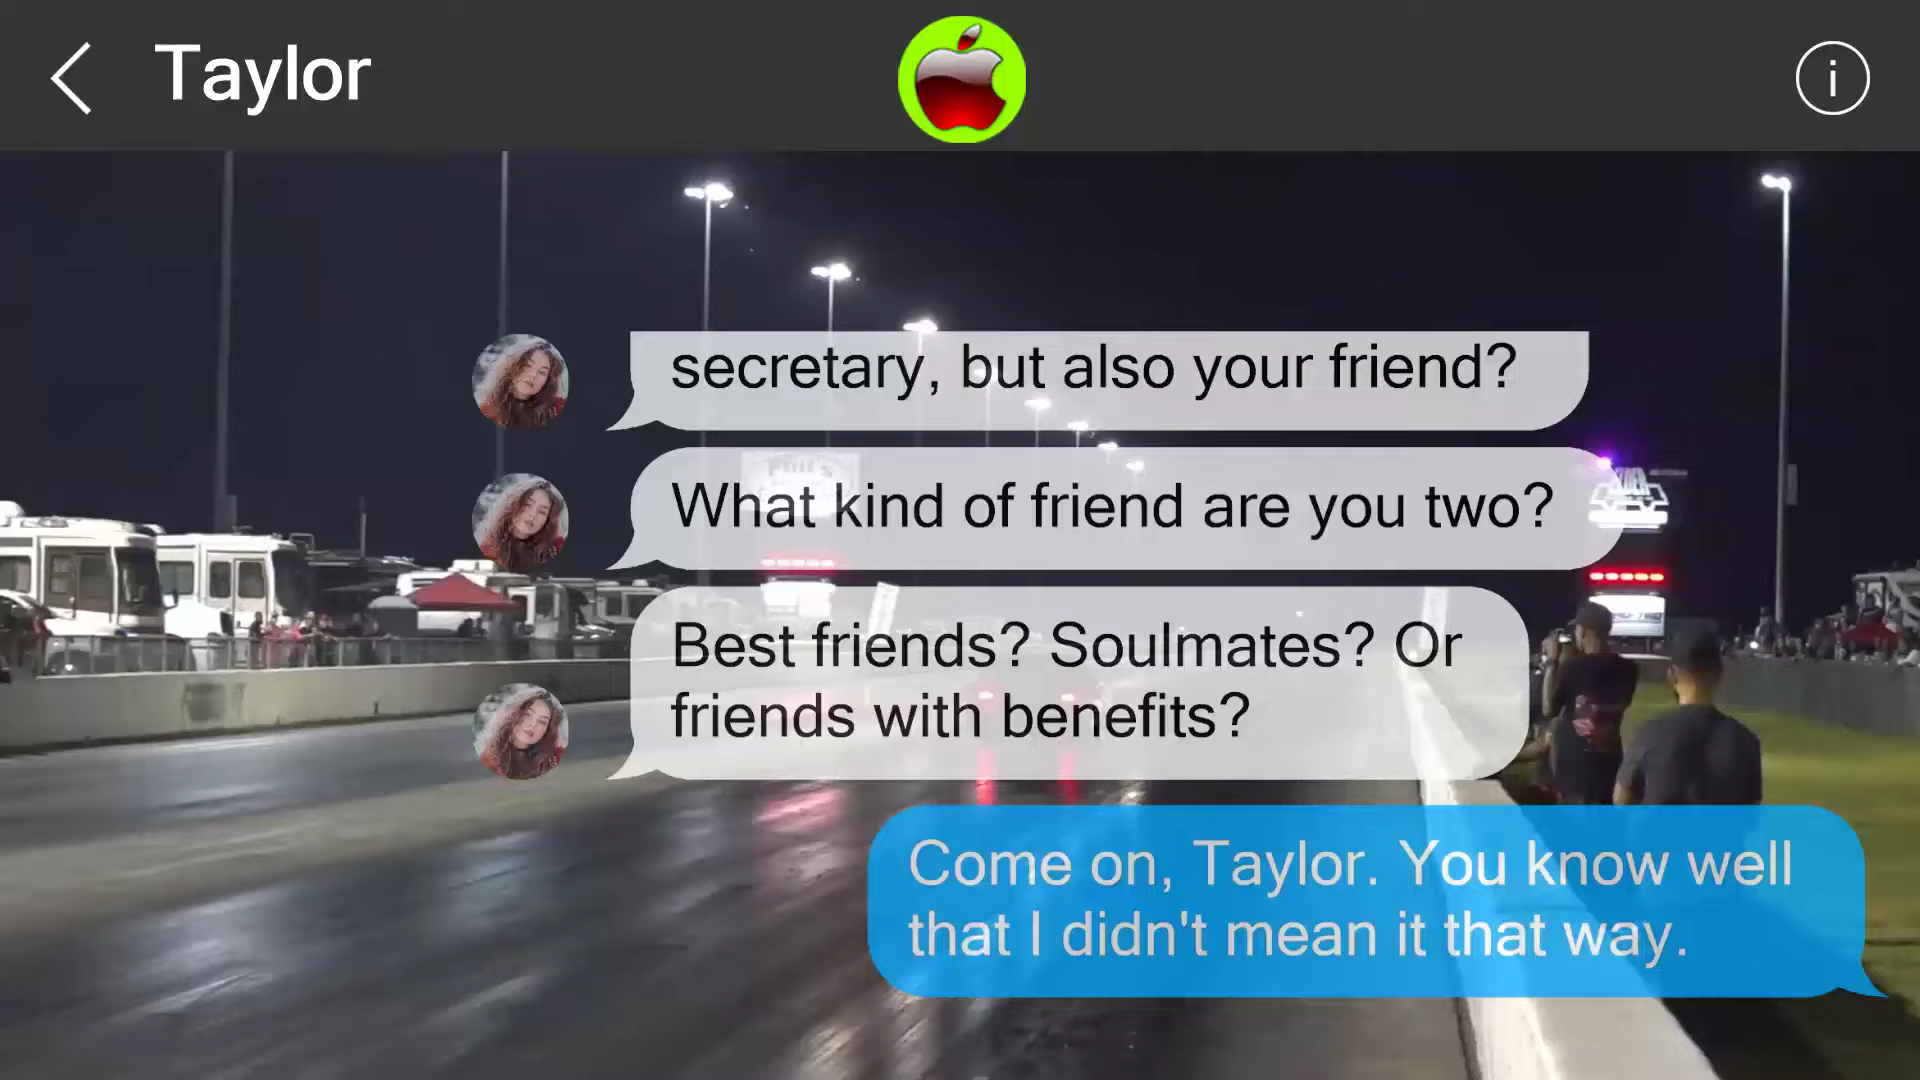 Taylor
secretary, but also your friend?
What kind of friend are you two?
Best friends? Soulmates? Or
friends with benefits?
Come on, Taylor. You know well
that I didn't mean it that way.